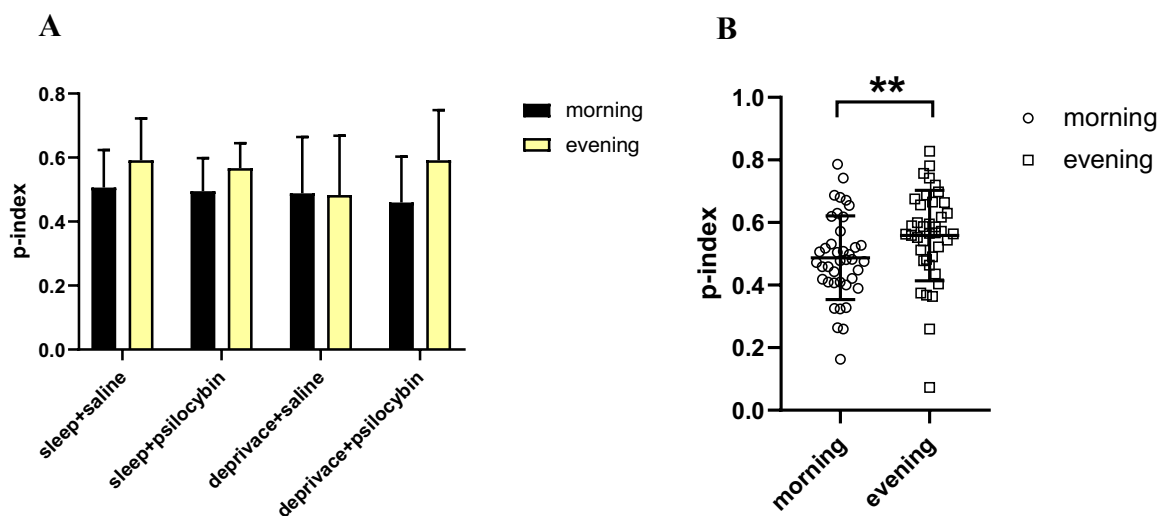 A
0.8
0.6
0.4
0.2
0.0
p-index
sleep+saline
sleep+psilocybin
deprivace+saline
deprivace+psilocybin
morning
evening
B
**
1.0
0.8
0.6
0.4
0.2
0.0
p-index
morning
evening
morning
evening